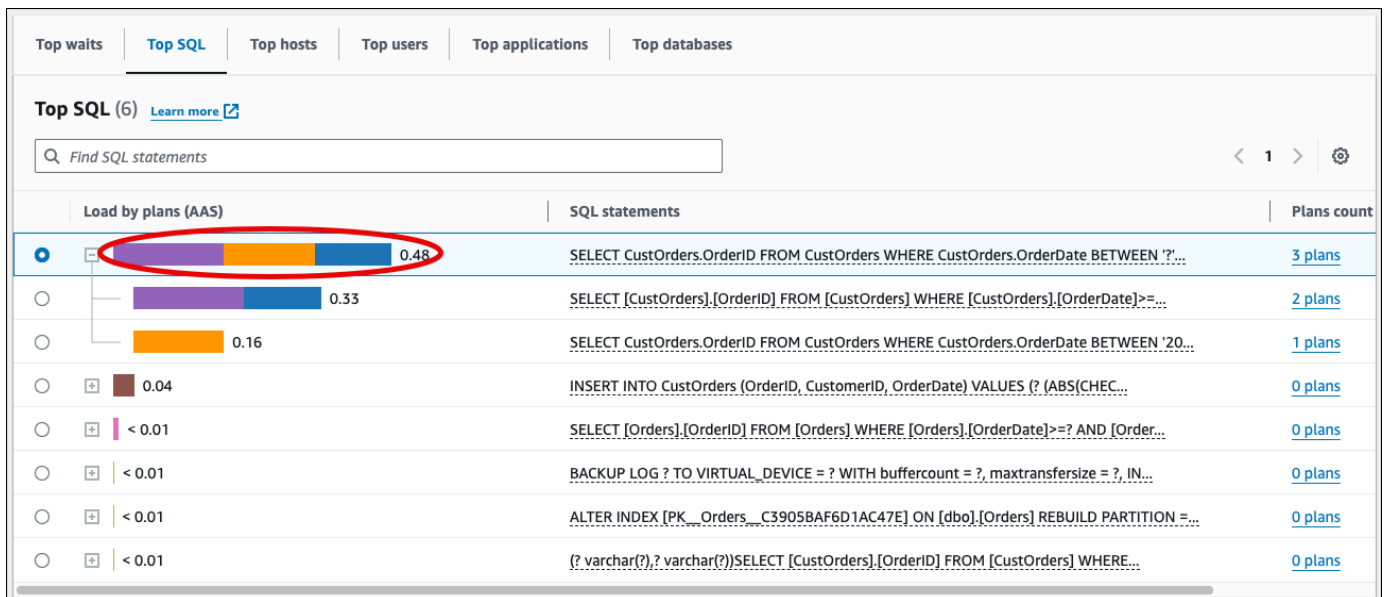 Top waits Top SQL Top hosts Top users Top applications Top databases
Top SQL (6) Learn more
Find SQL statements 1
Load by plans (AAS) SQL statements Plans count
0.48 SELECT CustOrders.OrderID FROM CustOrders WHERE CustOrders.OrderDate BETWEEN '?'... 3 plans
0.33 SELECT [CustOrders].[OrderID] FROM [CustOrders] WHERE [CustOrders].[OrderDate]>=... 2 plans
0.16 SELECT CustOrders.OrderID FROM CustOrders WHERE CustOrders.OrderDate BETWEEN '20... 1 plans
0.04 INSERT INTO CustOrders (OrderID, CustomerID, OrderDate) VALUES (? (ABS(CHEC... 0 plans
< 0.01 SELECT [Orders].[OrderID] FROM [Orders] WHERE [Orders].[OrderDate]>=? AND [Order... 0 plans
< 0.01 BACKUP LOG ? TO VIRTUAL_DEVICE = ? WITH buffercount = ?, maxtransfersize = ?, IN... 0 plans
< 0.01 ALTER INDEX [PK__Orders__C3905BAF6D1AC47E] ON [dbo].[Orders] REBUILD PARTITION =... 0 plans
< 0.01 (? varchar(?),? varchar(?))SELECT [CustOrders].[OrderID] FROM [CustOrders] WHERE... 0 plans